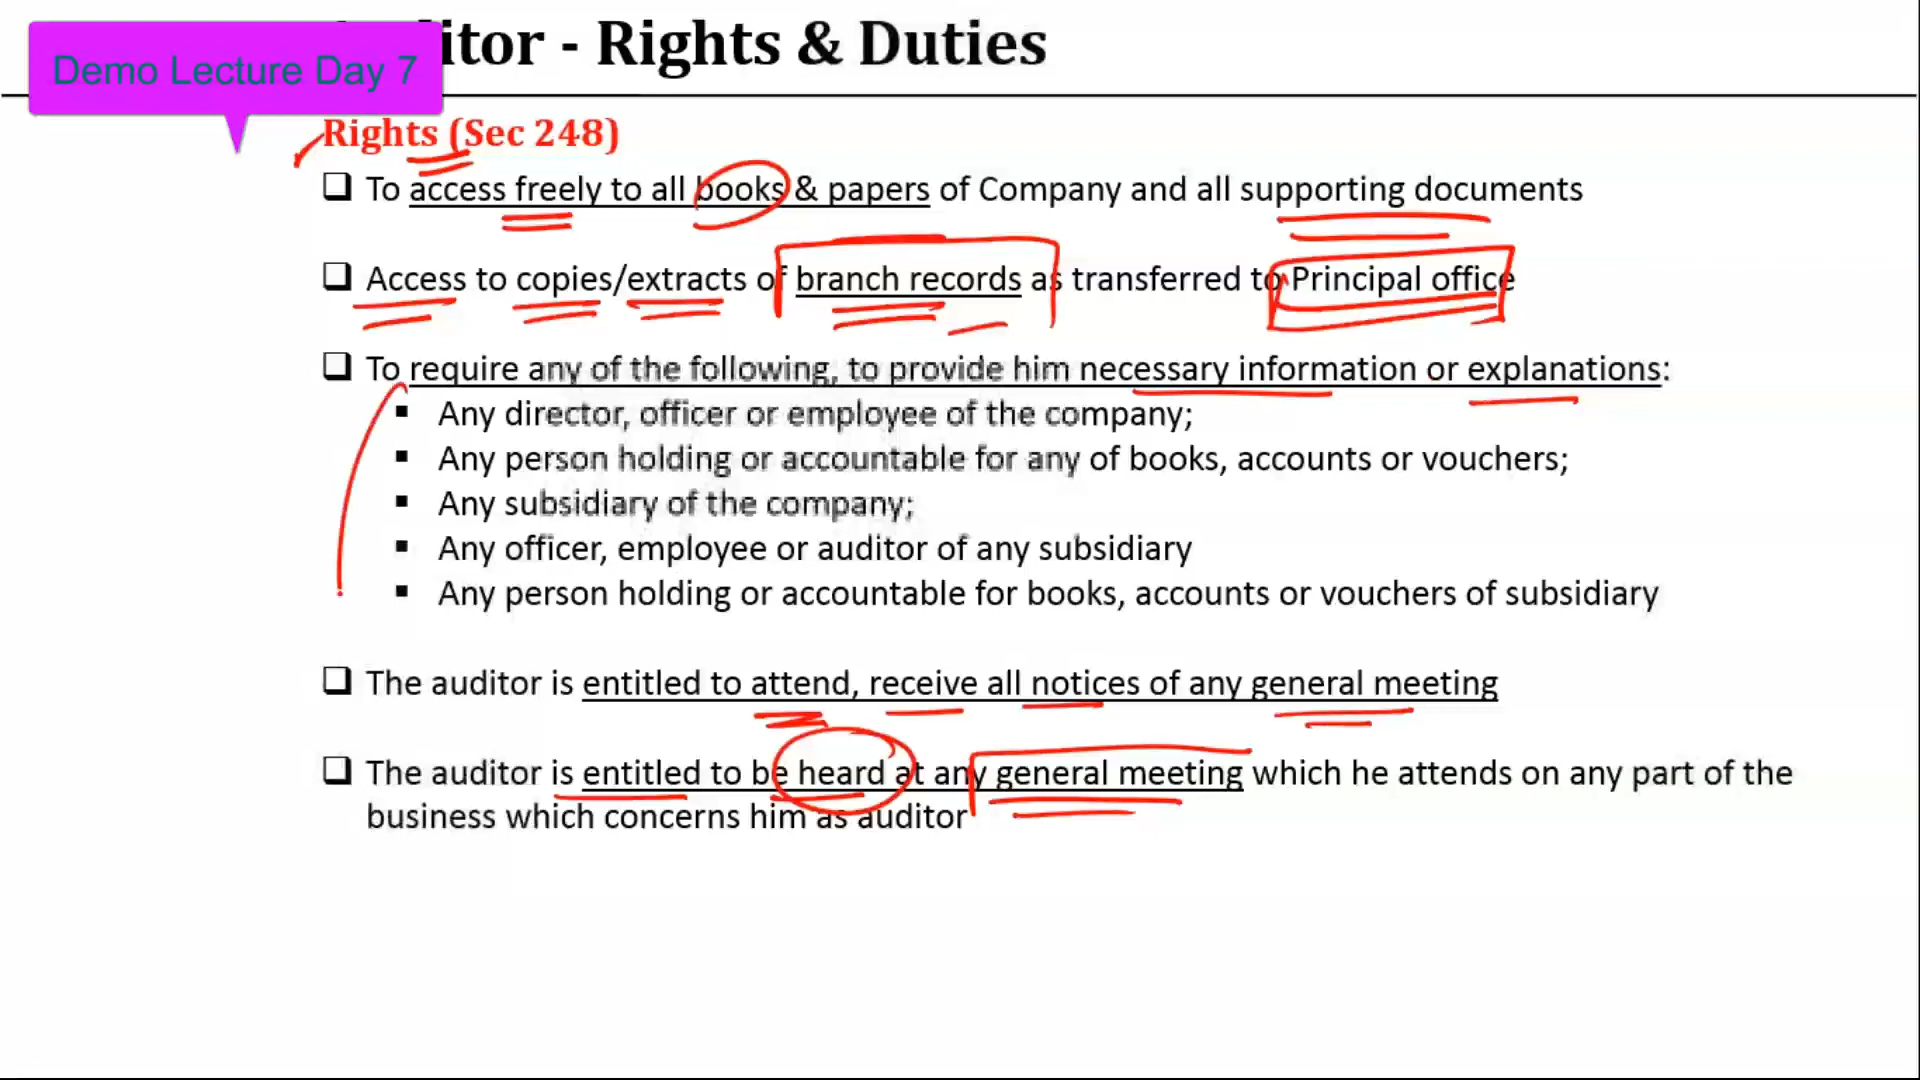 Demo Lecture Day 7
itor - Rights & Duties
Rights (Sec 248)
To access freely to all books & papers of Company and all supporting documents
Access to copies/extracts of branch records as transferred to Principal office
To require any of the following, to provide him necessary information or explanations:
Any director, officer or employee of the company;
Any person holding or accountable for any of books, accounts or vouchers;
Any subsidiary of the company;
Any officer, employee or auditor of any subsidiary
Any person holding or accountable for books, accounts or vouchers of subsidiary
The auditor is entitled to attend, receive all notices of any general meeting
The auditor is entitled to be heard at any general meeting which he attends on any part of the
business which concerns him as auditor